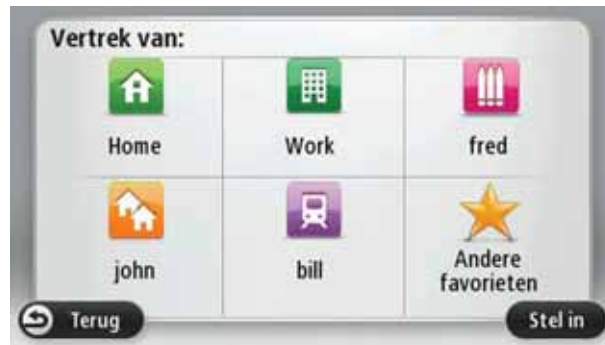 Vertrek van:
Home Work fred
john bill Andere
favorieten
Terug Stel in